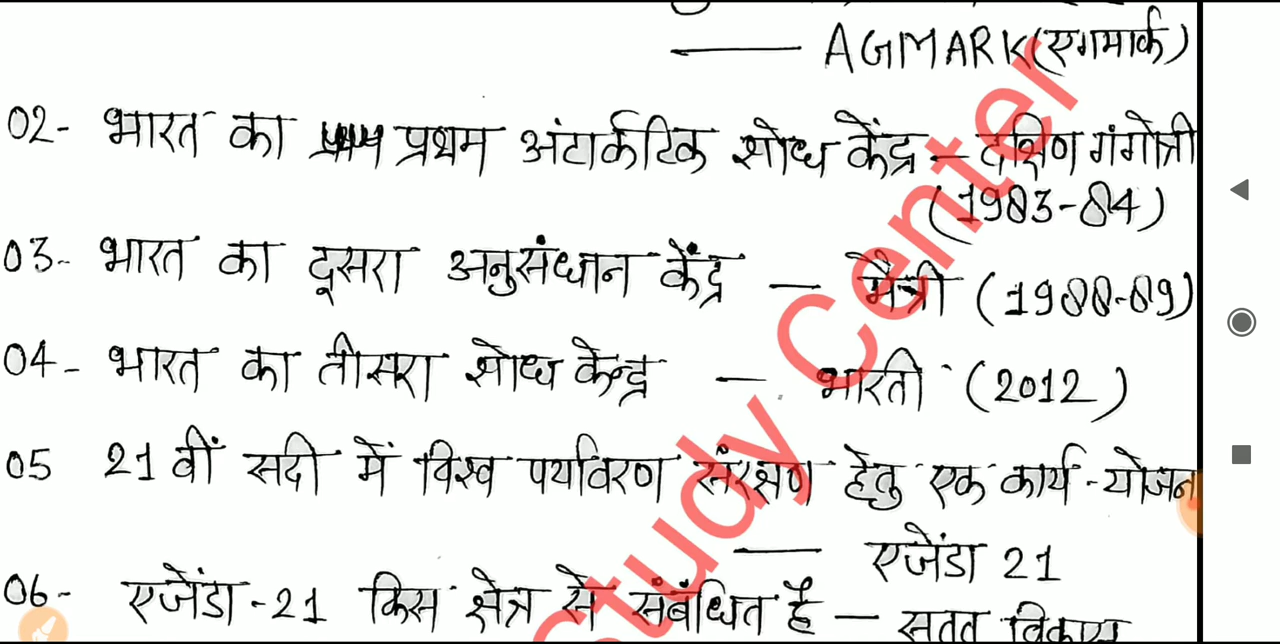 — AGMARK(एगमार्क)
02- भारत का प्रथम अंटार्कटिक शोध केंद्र – दक्षिण गंगोत्री
(1983-84)
03- भारत का दूसरा अनुसंधान केंद्र — मैत्री (1988-89)
04- भारत का तीसरा शोध केन्द्र — भारती (2012)
05 21 वीं सदी में विश्व पर्यावरण संरक्षण हेतु एक कार्य-योजन
— एजेंडा 21
06- एजेंडा-21 किस क्षेत्र से संबंधित है – सतत विकास
Study Center